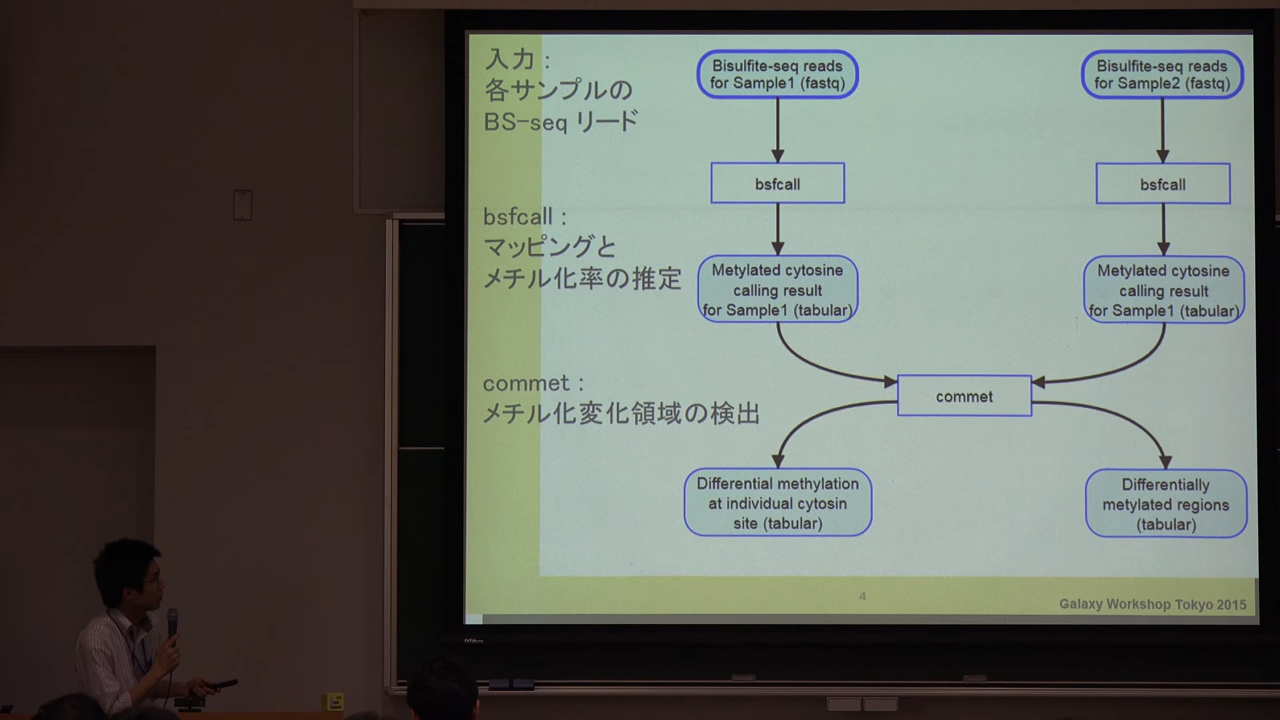 入力：
各サンプルの
BS-seq リード
bsfcall：
マッピングと
メチル化率の推定
commet：
メチル化変化領域の検出
Bisulfite-seq reads
for Sample1 (fastq)
Bisulfite-seq reads
for Sample2 (fastq)
bsfcall
bsfcall
Metylated cytosine
calling result
for Sample1 (tabular)
Metylated cytosine
calling result
for Sample1 (tabular)
commet
Differential methylation
at individual cytosin
site (tabular)
Differentially
metylated regions
(tabular)
4
Galaxy Workshop Tokyo 2015